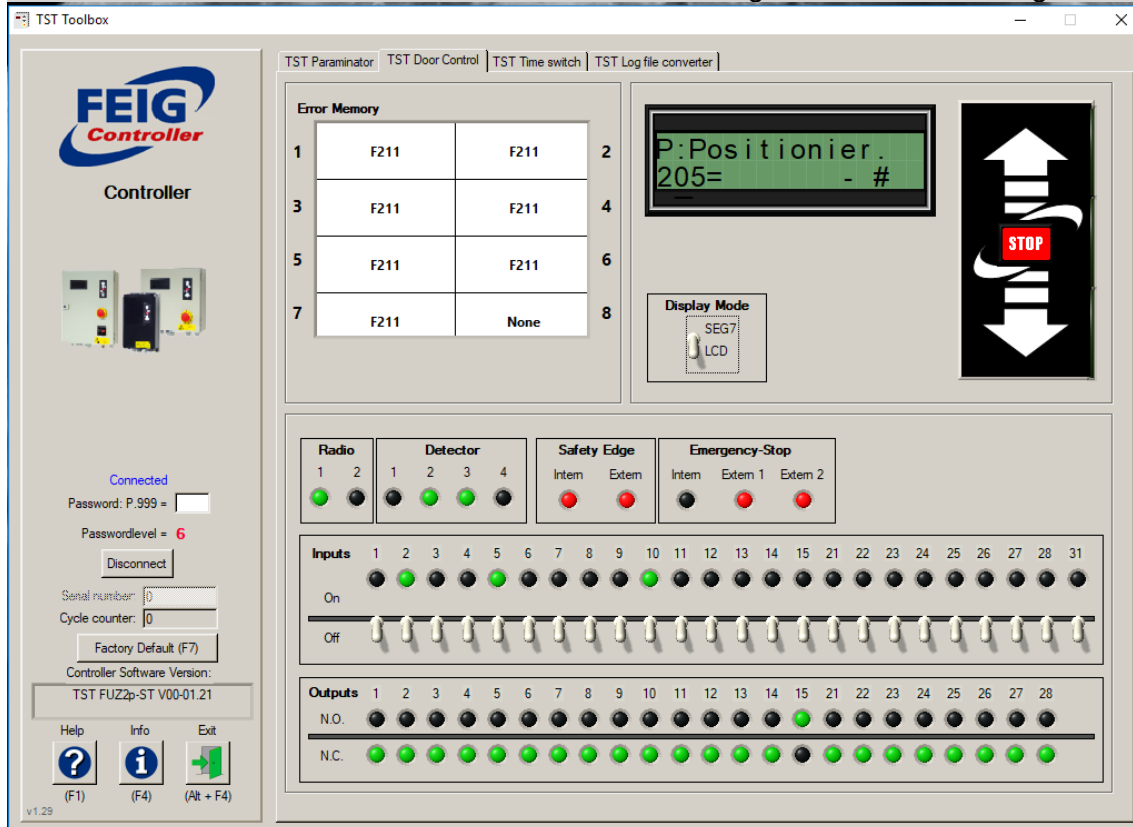 TST Toolbox
TST Paraminator TST Door Control TST Time switch TST Log file converter
FEIG
Controller
Controller
Connected
Password: P.999 =
Passwordlevel = 6
Disconnect
Serial number: 0
Cycle counter: 0
Factory Default (F7)
Controller Software Version:
TST FUZ2p-ST V00-01.21
Help Info Exit
(F1) (F4) (Alt + F4)
v1.29
Error Memory
1 F211 F211 2
3 F211 F211 4
5 F211 F211 6
7 F211 None 8
P:Positionier.
205= - #
STOP
Display Mode
SEG7
LCD
Radio
1 2
Detector
1 2 3 4
Safety Edge
Intern Extern
Emergency-Stop
Intern Extern 1 Extern 2
Inputs 1 2 3 4 5 6 7 8 9 10 11 12 13 14 15 21 22 23 24 25 26 27 28 31
On
Off
Outputs 1 2 3 4 5 6 7 8 9 10 11 12 13 14 15 21 22 23 24 25 26 27 28
N.O.
N.C.